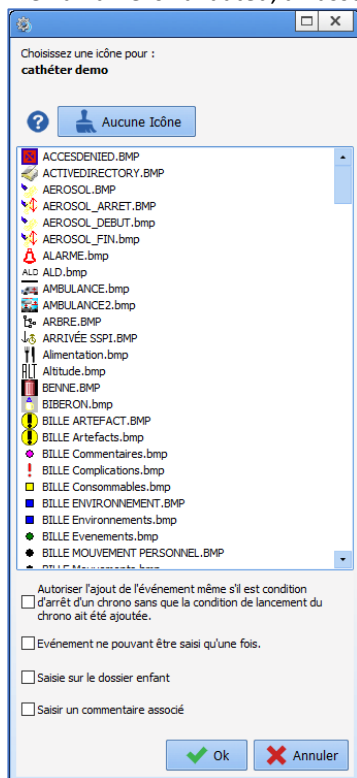 Choisissez une icône pour :
cathéter demo
Aucune Icône
ACCESDENIED.BMP
ACTIVEDIRECTORY.BMP
AEROSOL.BMP
AEROSOL_ARRET.BMP
AEROSOL_DEBUT.bmp
AEROSOL_FIN.bmp
ALARME.bmp
ALD ALD.bmp
AMBULANCE.bmp
AMBULANCE2.bmp
ARBRE.BMP
ARRIVÉE SSPI.BMP
Alimentation.bmp
ALT Altitude.bmp
BENNE.BMP
BIBERON.bmp
BILLE ARTEFACT.BMP
BILLE Artefacts.bmp
BILLE Commentaires.bmp
BILLE Complications.bmp
BILLE Consommables.bmp
BILLE ENVIRONNEMENT.BMP
BILLE Environnements.bmp
BILLE Evenements.bmp
BILLE MOUVEMENT PERSONNEL.BMP
BILLE Mouvements.bmp
Autoriser l'ajout de l'événement même s'il est condition
d'arrêt d'un chrono sans que la condition de lancement du
chrono ait été ajoutée.
Evénement ne pouvant être saisi qu'une fois.
Saisie sur le dossier enfant
Saisir un commentaire associé
Ok
Annuler